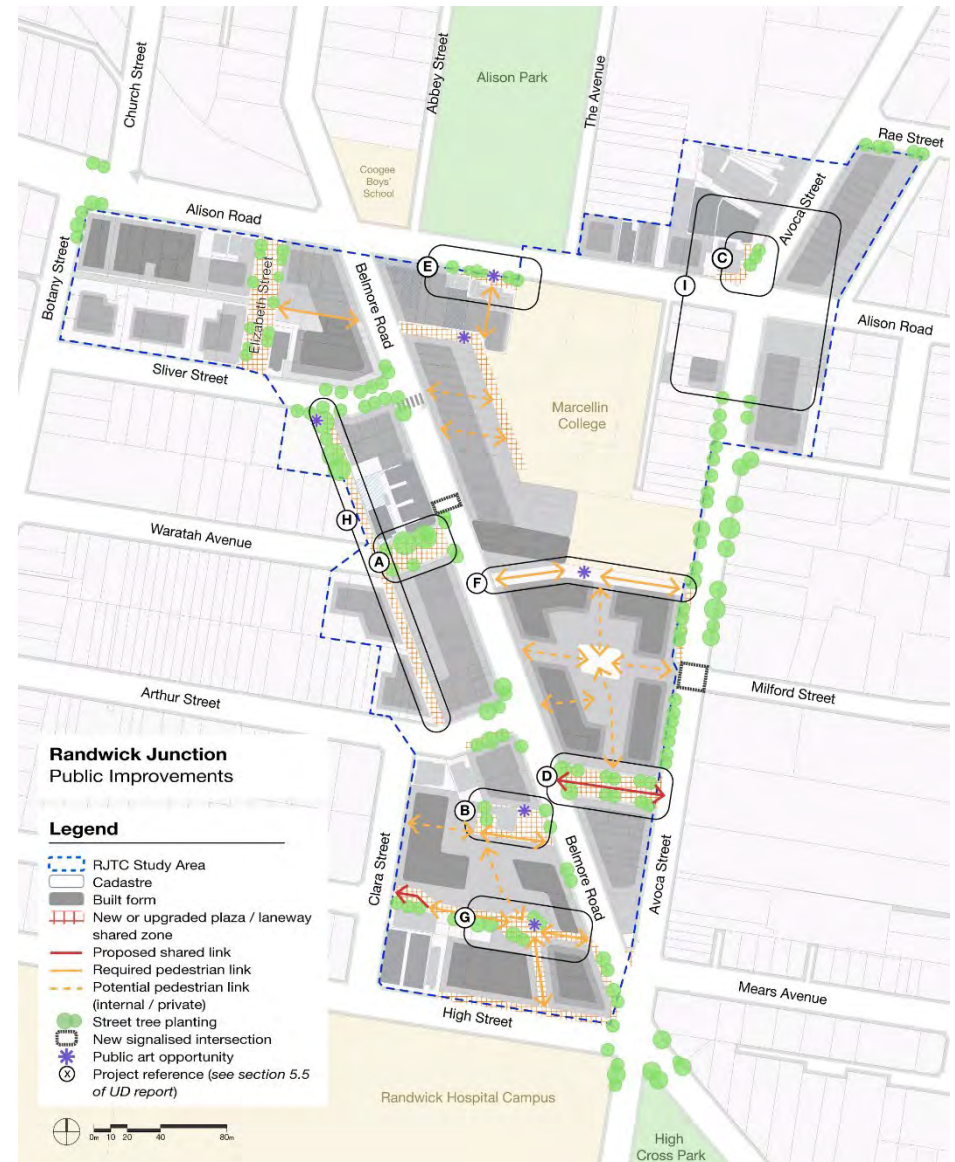 Church Street
Abbey Street
Alison Park
The Avenue
Rae Street
Coogee
Boys'
School
Avoca Street
Alison Road
C
E
I
Botany Street
Elizabeth Street
Belmore Road
Alison Road
Sliver Street
Marcellin
College
H
Waratah Avenue
A
F
Arthur Street
Milford Street
D
B
Clara Street
Belmore Road
Avoca Street
G
Mears Avenue
High Street
Randwick Hospital Campus
High
Cross Park
Randwick Junction
Public Improvements
Legend
RJTC Study Area
Cadastre
Built form
New or upgraded plaza / laneway
shared zone
Proposed shared link
Required pedestrian link
Potential pedestrian link
(internal / private)
Street tree planting
New signalised intersection
Public art opportunity
X Project reference (see section 5.5
of UD report)
0m 10 20 40 80m